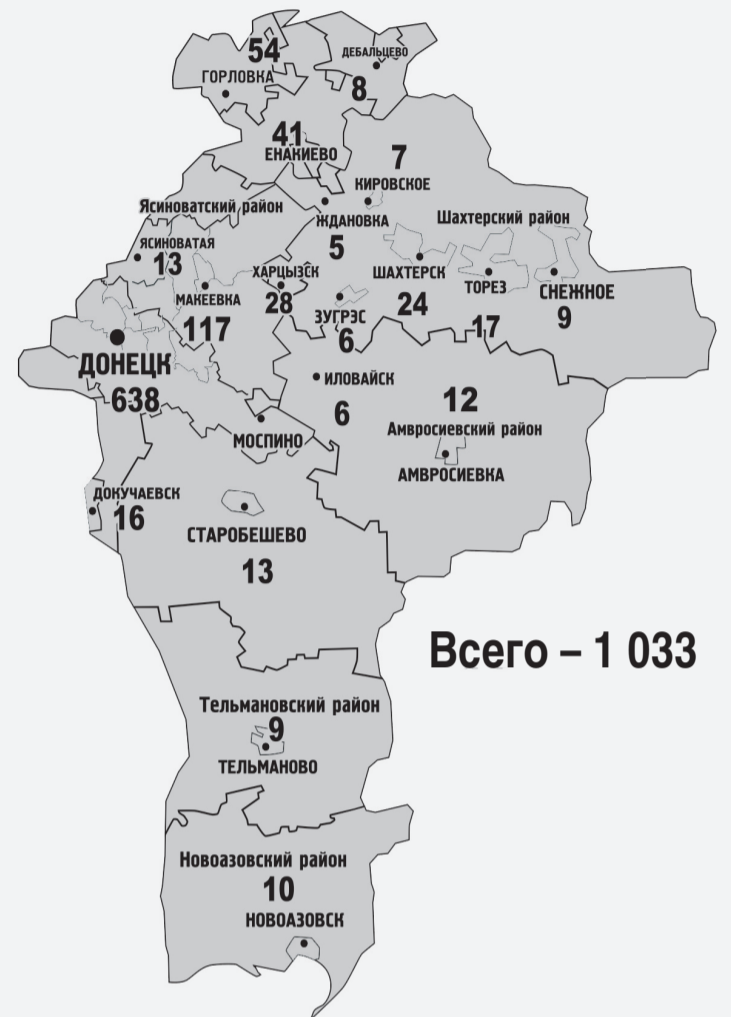 54
ГОРЛОВКА
ДЕБАЛЬЦЕВО
8
41
ЕНАКИЕВО
7
КИРОВСКОЕ
Ясиноватский район
ЖДАНОВКА
5
Шахтерский район
ЯСИНОВАТАЯ
13
МАКЕЕВКА
117
ХАРЦЫЗСК
28
ЗУГРЭС
6
ШАХТЕРСК
24
ТОРЕЗ
17
СНЕЖНОЕ
9
ДОНЕЦК
638
ИЛОВАЙСК
6
12
Амвросиевский район
АМВРОСИЕВКА
МОСПИНО
ДОКУЧАЕВСК
16
СТАРОБЕШЕВО
13
Всего – 1 033
Тельмановский район
9
ТЕЛЬМАНОВО
Новоазовский район
10
НОВОАЗОВСК